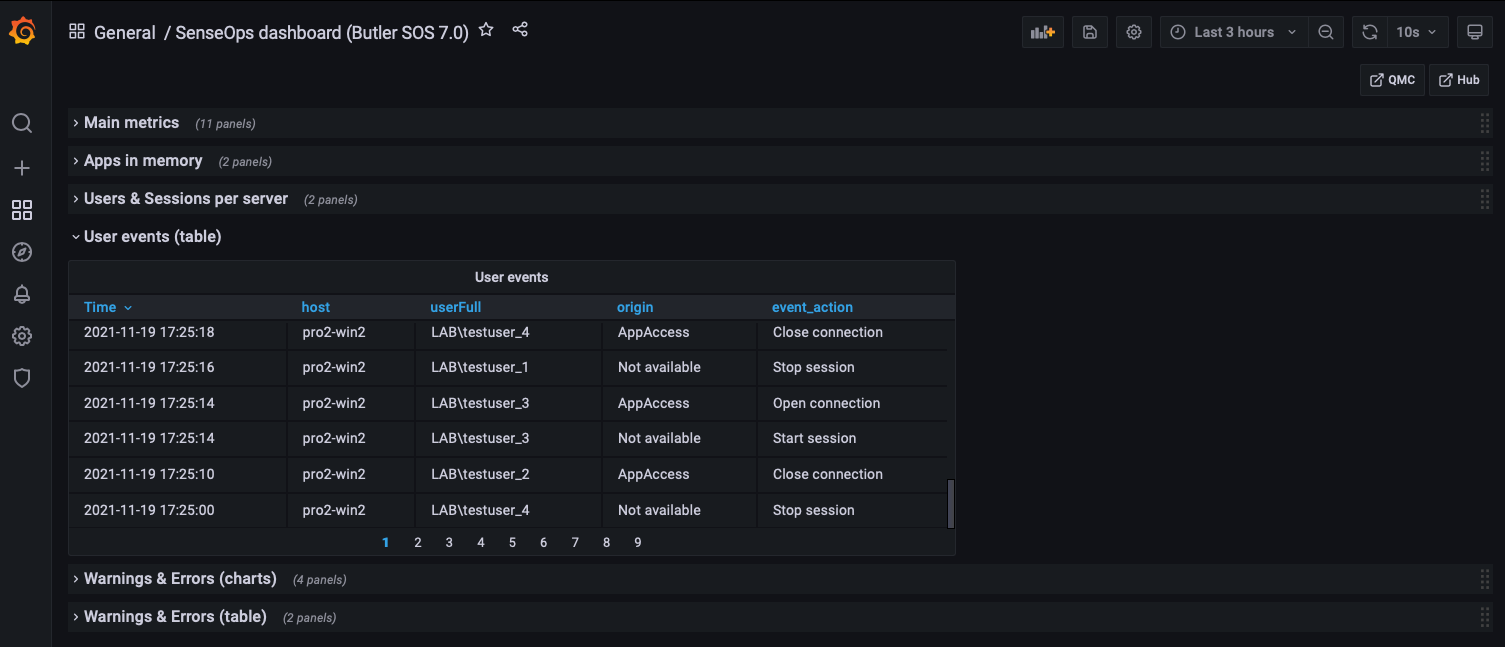 General / SenseOps dashboard (Butler SOS 7.0) Last 3 hours 10s
QMC Hub
Main metrics (11 panels)
Apps in memory (2 panels)
Users & Sessions per server (2 panels)
User events (table)
User events
Time host userFull origin event_action
2021-11-19 17:25:18 pro2-win2 LAB\testuser_4 AppAccess Close connection
2021-11-19 17:25:16 pro2-win2 LAB\testuser_1 Not available Stop session
2021-11-19 17:25:14 pro2-win2 LAB\testuser_3 AppAccess Open connection
2021-11-19 17:25:14 pro2-win2 LAB\testuser_3 Not available Start session
2021-11-19 17:25:10 pro2-win2 LAB\testuser_2 AppAccess Close connection
2021-11-19 17:25:00 pro2-win2 LAB\testuser_4 Not available Stop session
1 2 3 4 5 6 7 8 9
Warnings & Errors (charts) (4 panels)
Warnings & Errors (table) (2 panels)